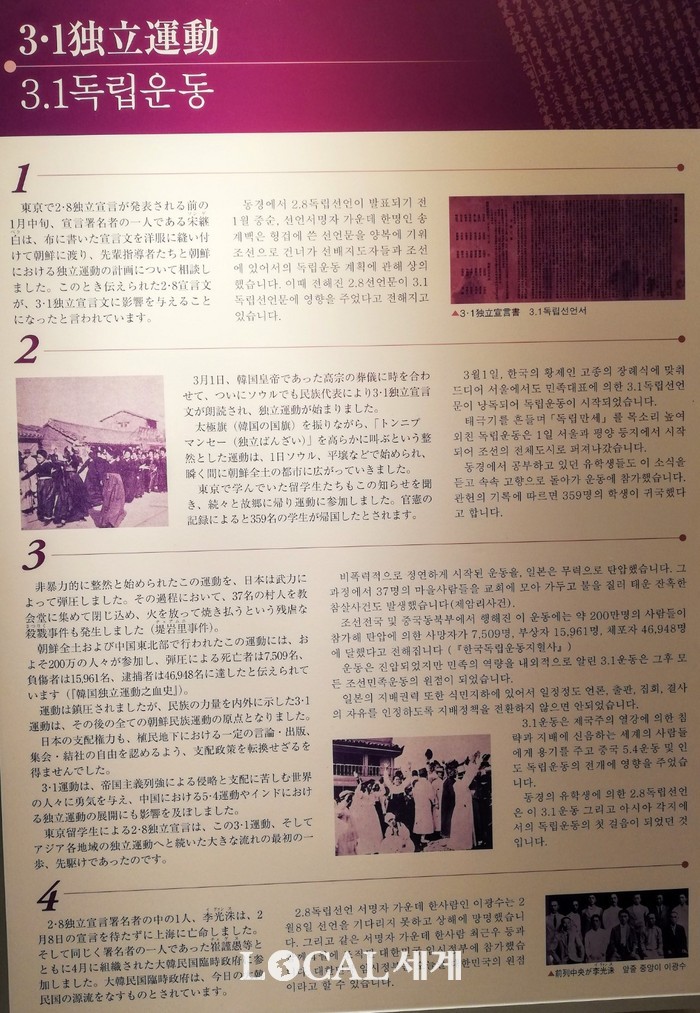 3·1独立運動
3.1독립운동
1
東京で2·8独立宣言が発表される前の
1月中旬、宣言署名者の一人である宋継
白は、布に書いた宣言文を洋服に縫い付
けて朝鮮に渡り、先輩指導者たちと朝鮮
における独立運動の計画について相談し
ました。このとき伝えられた2·8宣言文
が、3·1独立宣言文に影響を与えること
になったと言われています。
동경에서 2.8독립선언이 발표되기 전
1월 중순, 선언서명자 가운데 한명인 송
계백은 헝겁에 쓴 선언문을 양복에 기워
조선으로 건너가 선배지도자들과 조선
에 있어서의 독립운동 계획에 관해 상의
했습니다. 이때 전해진 2.8선언문이 3.1
독립선언문에 영향을 주었다고 전해지고
있습니다.
▲3·1独立宣言書 3.1독립선언서
2
3月1日、韓国皇帝であった高宗の葬儀に時を合わ
せて、ついにソウルでも民族代表により3·1独立宣言
文が朗読され、独立運動が始まりました。
太極旗（韓国の国旗）を振りながら、「トンニプ
マンセー（独立ばんざい）」を高らかに叫ぶという整
然とした運動は、1日ソウル、平壌などで始められ、
瞬く間に朝鮮全土の都市に広がっていきました。
東京で学んでいた留学生たちもこの知らせを聞
き、続々と故郷に帰り運動に参加しました。官憲の
記録によると359名の学生が帰国したとされます。
3월1일, 한국의 황제인 고종의 장례식에 맞춰
드디어 서울에서도 민족대표에 의한 3.1독립선언
문이 낭독되어 독립운동이 시작되었습니다.
태극기를 흔들며「독립만세」를 목소리 높여
외친 독립운동은 1일 서울과 평양 등지에서 시작
되어 조선의 전체도시로 퍼져나갔습니다.
동경에서 공부하고 있던 유학생들도 이 소식을
듣고 속속 고향으로 돌아가 운동에 참가했습니다.
관헌의 기록에 따르면 359명의 학생이 귀국했다
고 합니다.
3
非暴力的に整然と始められたこの運動を、日本は武力に
よって弾圧しました。その過程において、37名の村人を教
会堂に集めて閉じ込め、火を放って焼き払うという残虐な
殺戮事件も発生しました（堤岩里事件）。
朝鮮全土および中国東北部で行われたこの運動には、お
よそ200万の人々が参加し、弾圧による死亡者は7,509名、
負傷者は15,961名、逮捕者は46,948名に達したと伝えられて
います（『韓国独立運動之血史』）。
運動は鎮圧されましたが、民族の力量を内外に示した3·1
運動は、その後の全ての朝鮮民族運動の原点となりました。
日本の支配権力も、植民地下における一定の言論・出版、
集会・結社の自由を認めるよう、支配政策を転換せざるを
得ませんでした。
3·1運動は、帝国主義列強による侵略と支配に苦しむ世界
の人々に勇気を与え、中国における5·4運動やインドにおけ
る独立運動の展開にも影響を及ぼしました。
東京留学生による2·8独立宣言は、この3·1運動、そして
アジア各地域の独立運動へと続いた大きな流れの最初の一
歩、先駆けであったのです。
비폭력적으로 정연하게 시작된 운동을, 일본은 무력으로 탄압했습니다. 그
과정에서 37명의 마을사람들을 교회에 모아 가두고 불을 질러 태운 잔혹한
참살사건도 발생했습니다(제암리사건).
조선전국 및 중국동북부에서 행해진 이 운동에는 약 200만명의 사람들이
참가해 탄압에 의한 사망자가 7,509명, 부상자 15,961명, 체포자 46,948명
에 달했다고 전해집니다 (『한국독립운동지혈사』)
운동은 진압되었지만 민족의 역량을 내외적으로 알린 3.1운동은 그후 모
든 조선민족운동의 원점이 되었습니다.
일본의 지배권력 또한 식민지하에 있어서 일정정도 언론, 출판, 집회, 결사
의 자유를 인정하도록 지배정책을 전환하지 않으면 안되었습니다.
3.1운동은 제국주의 열강에 의한 침
략과 지배에 신음하는 세계의 사람들
에게 용기를 주고 중국 5.4운동 및 인
도 독립운동의 전개에 영향을 주었습니
다.
동경의 유학생에 의한 2.8독립선언
은 이 3.1운동 그리고 아시아 각지에
서의 독립운동의 첫 걸음이 되었던 것
입니다.
4
2·8独立宣言署名者の中の1人、李光洙は、2
月8日の宣言を待たずに上海に亡命しました。
そして同じく署名者の一人であった崔謹愚等と
ともに4月に組織された大韓民国臨時政府に参
加しました。大韓民国臨時政府は、今日の
民国の源流をなすものとされています。
2.8독립선언 서명자 가운데 한사람인 이광수는 2
월8일 선언을 기다리지 못하고 상해에 망명했습니
다. 그리고 같은 서명자 가운데 한사람 최근우 등과
대한민국 임시정부에 참가했습
한민국의 원점
이라고 할 수 있습니다.
▲前列中央が李光洙 앞줄 중앙이 이광수
LOCAL세계